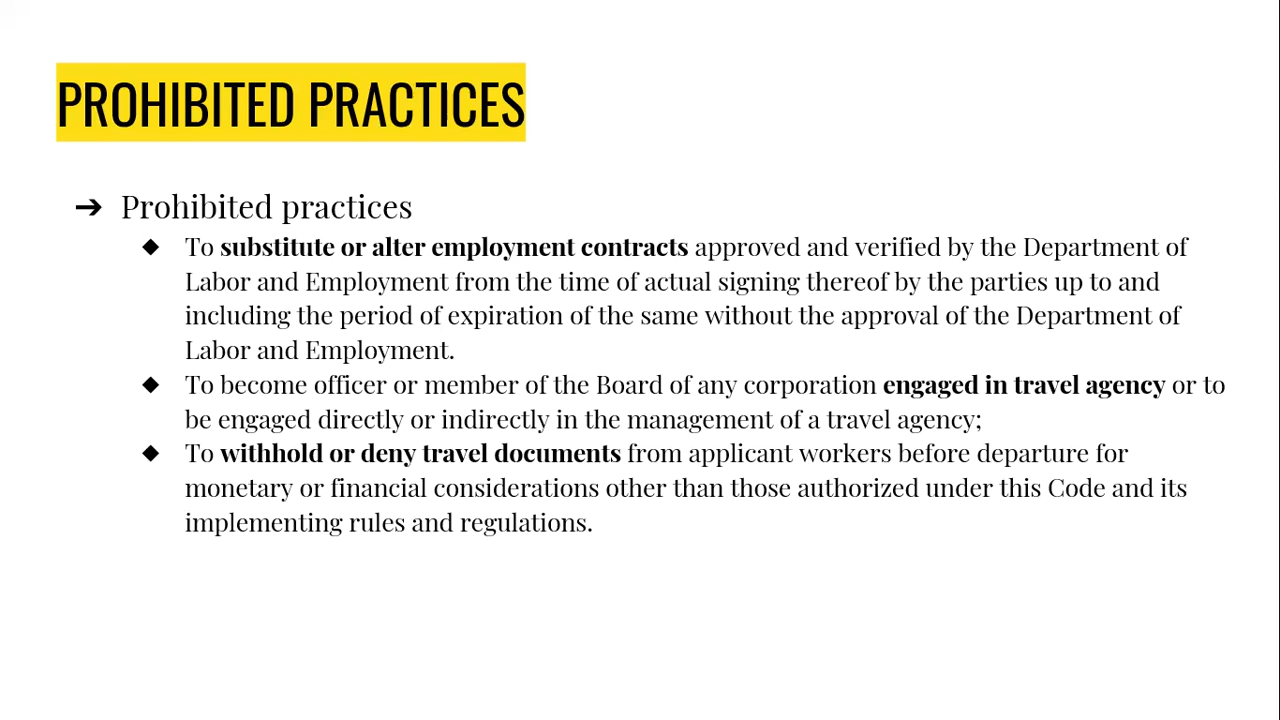 PROHIBITED PRACTICES
➔ Prohibited practices
◆ To substitute or alter employment contracts approved and verified by the Department of
Labor and Employment from the time of actual signing thereof by the parties up to and
including the period of expiration of the same without the approval of the Department of
Labor and Employment.
◆ To become officer or member of the Board of any corporation engaged in travel agency or to
be engaged directly or indirectly in the management of a travel agency;
◆ To withhold or deny travel documents from applicant workers before departure for
monetary or financial considerations other than those authorized under this Code and its
implementing rules and regulations.